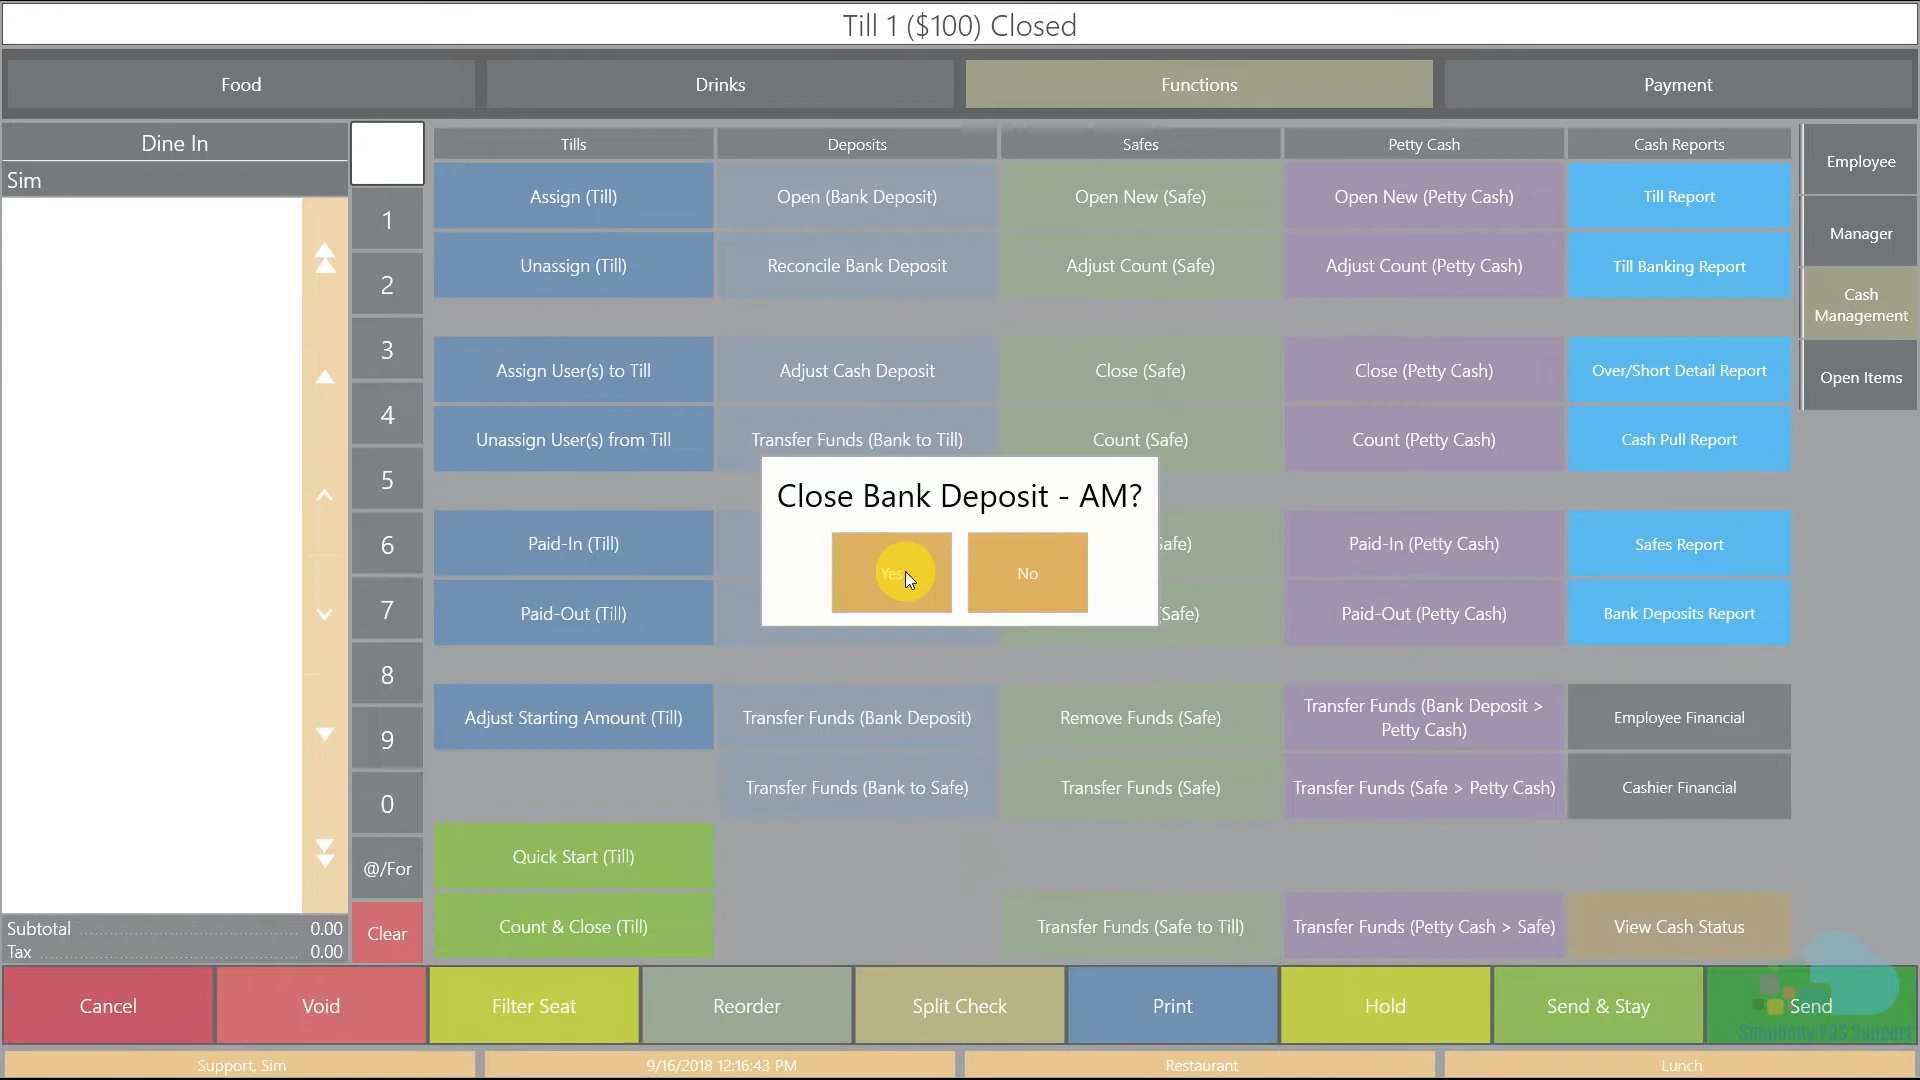 Till 1 ($100) Closed
Food
Drinks
Functions
Payment
Dine In
Sim
1
2
3
4
5
6
7
8
9
0
@/For
Clear
Subtotal 0.00
Tax 0.00
Tills
Assign (Till)
Unassign (Till)
Assign User(s) to Till
Unassign User(s) from Till
Paid-In (Till)
Paid-Out (Till)
Adjust Starting Amount (Till)
Quick Start (Till)
Count & Close (Till)
Deposits
Open (Bank Deposit)
Reconcile Bank Deposit
Adjust Cash Deposit
Transfer Funds (Bank to Till)
Transfer Funds (Bank Deposit)
Transfer Funds (Bank to Safe)
Safes
Open New (Safe)
Adjust Count (Safe)
Close (Safe)
Count (Safe)
Safe)
(Safe)
Remove Funds (Safe)
Transfer Funds (Safe)
Transfer Funds (Safe to Till)
Petty Cash
Open New (Petty Cash)
Adjust Count (Petty Cash)
Close (Petty Cash)
Count (Petty Cash)
Paid-In (Petty Cash)
Paid-Out (Petty Cash)
Transfer Funds (Bank Deposit >
Petty Cash)
Transfer Funds (Safe > Petty Cash)
Transfer Funds (Petty Cash > Safe)
Cash Reports
Till Report
Till Banking Report
Over/Short Detail Report
Cash Pull Report
Safes Report
Bank Deposits Report
Employee Financial
Cashier Financial
View Cash Status
Employee
Manager
Cash
Management
Open Items
Close Bank Deposit - AM?
Yes
No
Cancel
Void
Filter Seat
Reorder
Split Check
Print
Hold
Send & Stay
Send
Simphony POS Support
Support, Sim
9/16/2018 12:16:43 PM
Restaurant
Lunch